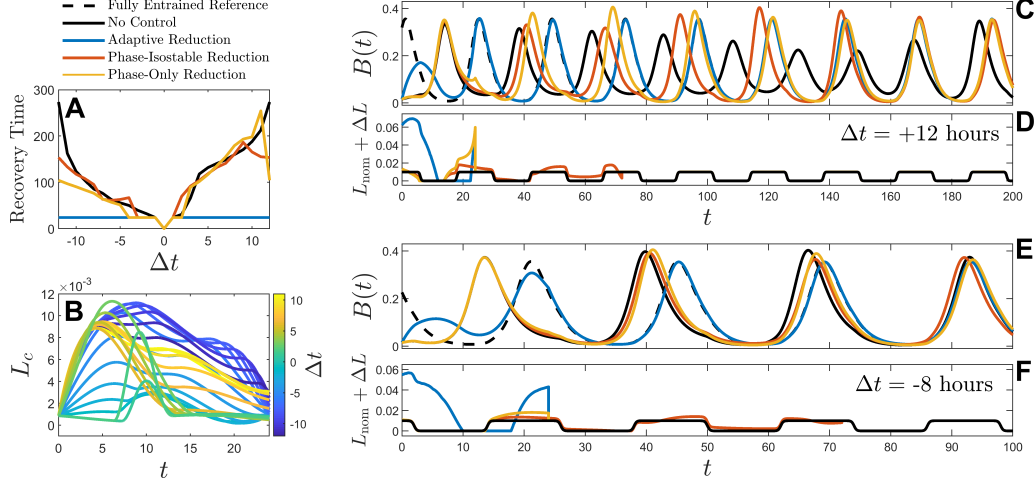 Fully Entrained Reference
No Control
Adaptive Reduction
Phase-Isostable Reduction
Phase-Only Reduction
A
300
200
100
0
Recovery Time
-10 -5 0 5 10
Δt
B
×10⁻³
12
10
8
6
4
2
0
L_c
0 5 10 15 20
t
10
5
0
-5
-10
Δt
C
0.4
0.2
0
B(t)
D
Δt = +12 hours
0.06
0.04
0.02
0
L_nom + ΔL
0 20 40 60 80 100 120 140 160 180 200
t
E
0.4
0.2
0
B(t)
F
Δt = -8 hours
0.06
0.04
0.02
0
L_nom + ΔL
0 10 20 30 40 50 60 70 80 90 100
t